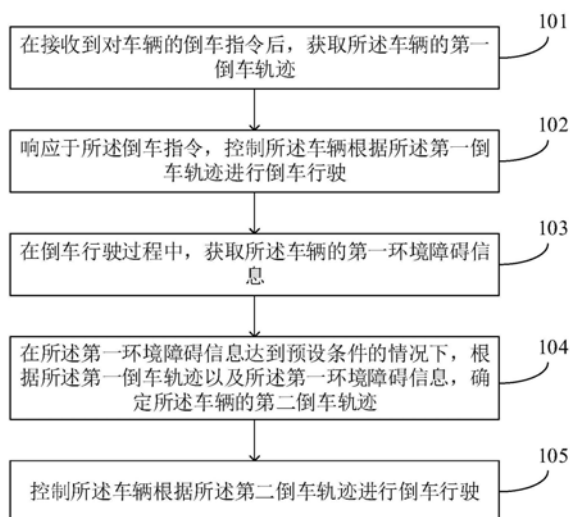 101
在接收到对车辆的倒车指令后，获取所述车辆的第一
倒车轨迹
102
响应于所述倒车指令，控制所述车辆根据所述第一倒
车轨迹进行倒车行驶
103
在倒车行驶过程中，获取所述车辆的第一环境障碍信
息
104
在所述第一环境障碍信息达到预设条件的情况下，根
据所述第一倒车轨迹以及所述第一环境障碍信息，确
定所述车辆的第二倒车轨迹
105
控制所述车辆根据所述第二倒车轨迹进行倒车行驶